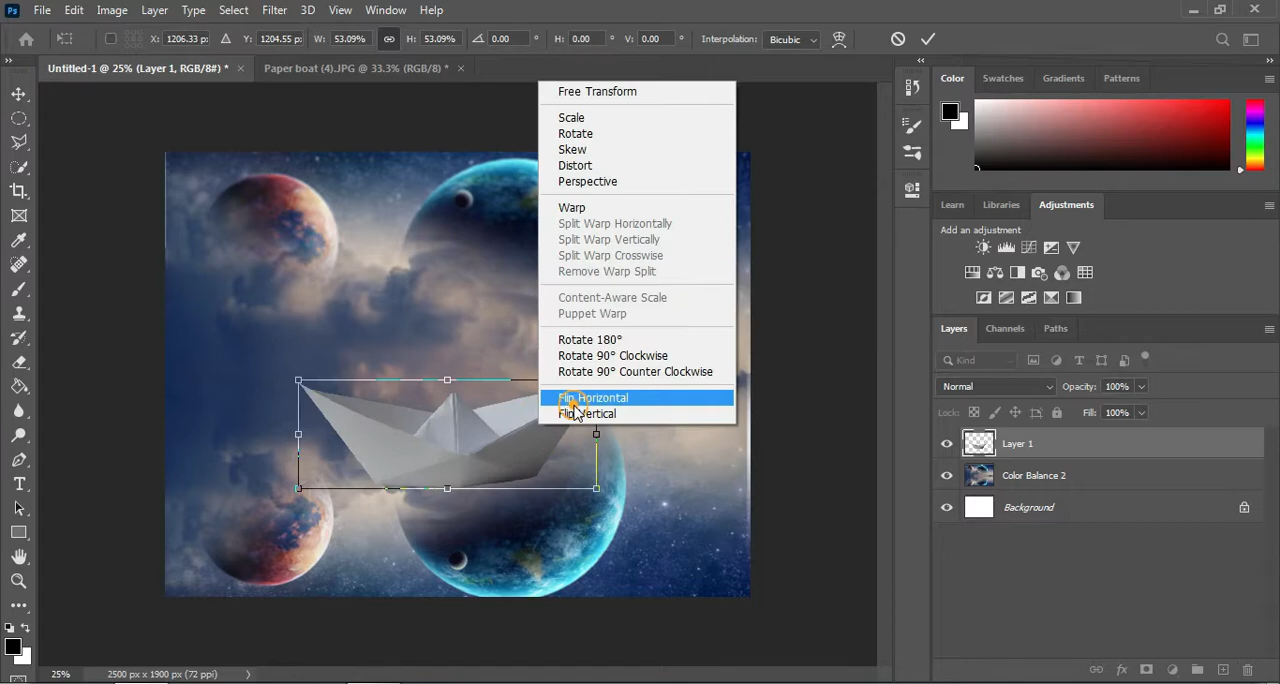 Ps File Edit Image Layer Type Select Filter 3D View Window Help
X: 1206.33 p: Y: 1204.55 p: W: 53.09% H: 53.09% 0.00 ° H: 0.00 ° V: 0.00 ° Interpolation: Bicubic
Untitled-1 @ 25% (Layer 1, RGB/8#) * × Paper boat (4).JPG @ 33.3% (RGB/8) * ×
Free Transform
Scale
Rotate
Skew
Distort
Perspective
Warp
Split Warp Horizontally
Split Warp Vertically
Split Warp Crosswise
Remove Warp Split
Content-Aware Scale
Puppet Warp
Rotate 180°
Rotate 90° Clockwise
Rotate 90° Counter Clockwise
Flip Horizontal
Flip Vertical
Color Swatches Gradients Patterns
Learn Libraries Adjustments
Add an adjustment
Layers Channels Paths
Kind
Normal Opacity: 100%
Lock: Fill: 100%
Layer 1
Color Balance 2
Background
fx
25% 2500 px x 1900 px (72 ppi)